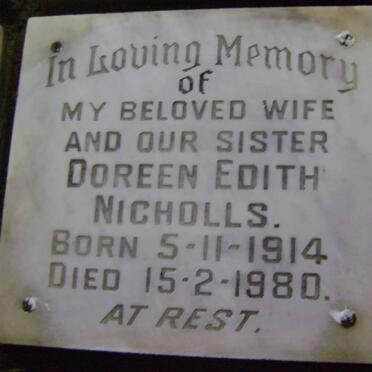 In Loving Memory
of
MY BELOVED WIFE
AND OUR SISTER
DOREEN EDITH
NICHOLLS.
BORN 5-11-1914
DIED 15-2-1980.
AT REST.